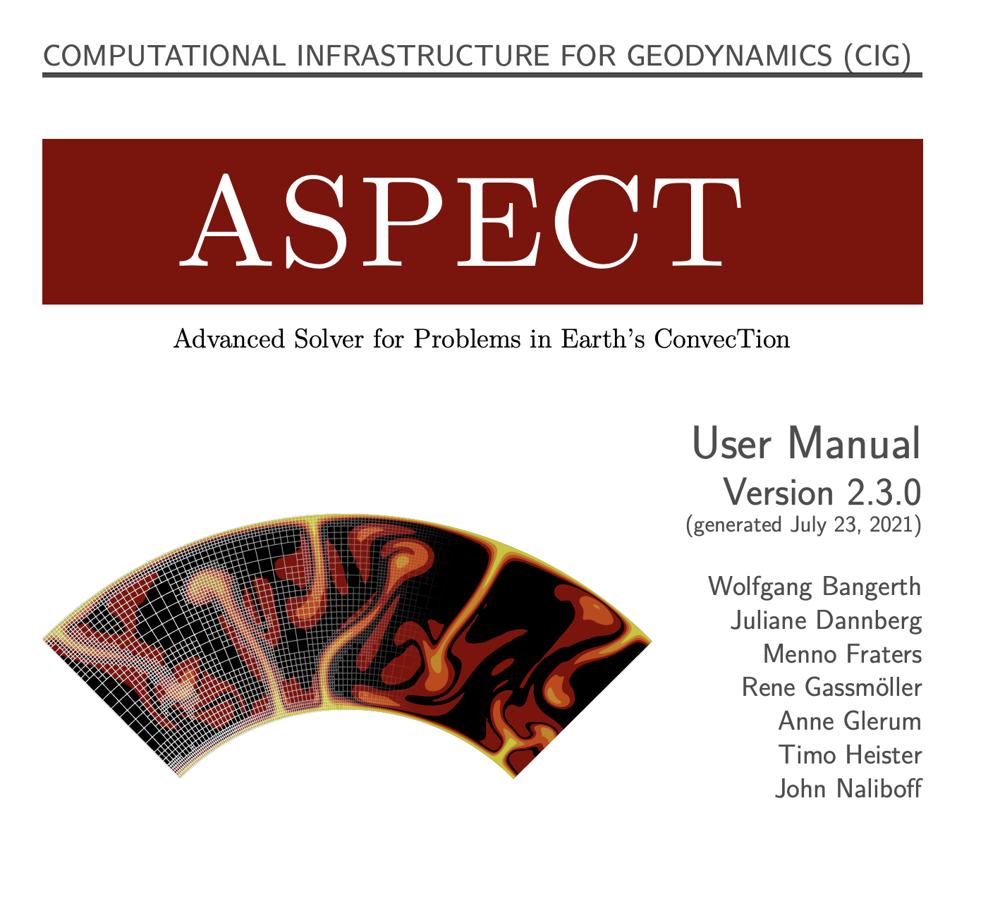 COMPUTATIONAL INFRASTRUCTURE FOR GEODYNAMICS (CIG)
ASPECT
Advanced Solver for Problems in Earth's ConvecTion
User Manual
Version 2.3.0
(generated July 23, 2021)
Wolfgang Bangerth
Juliane Dannberg
Menno Fraters
Rene Gassmöller
Anne Glerum
Timo Heister
John Naliboff